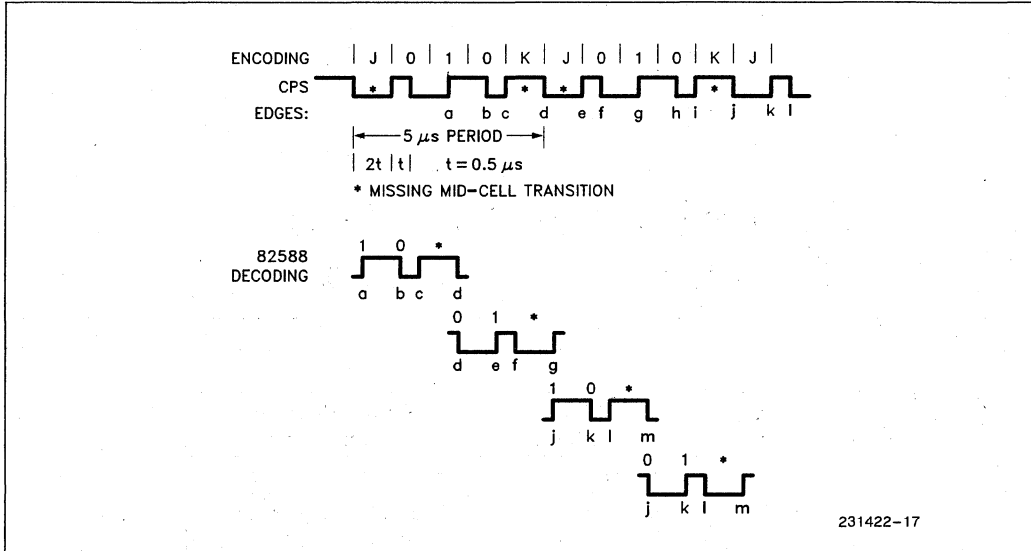 ENCODING | J | 0 | 1 | 0 | K | J | 0 | 1 | 0 | K | J |
CPS * * * *
EDGES: a b c d e f g h i j k l
5 µs PERIOD
| 2t | t | t = 0.5 µs
* MISSING MID-CELL TRANSITION
82588
DECODING
1 0 *
a b c d
0 1 *
d e f g
1 0 *
j k l m
0 1 *
j k l m
231422-17